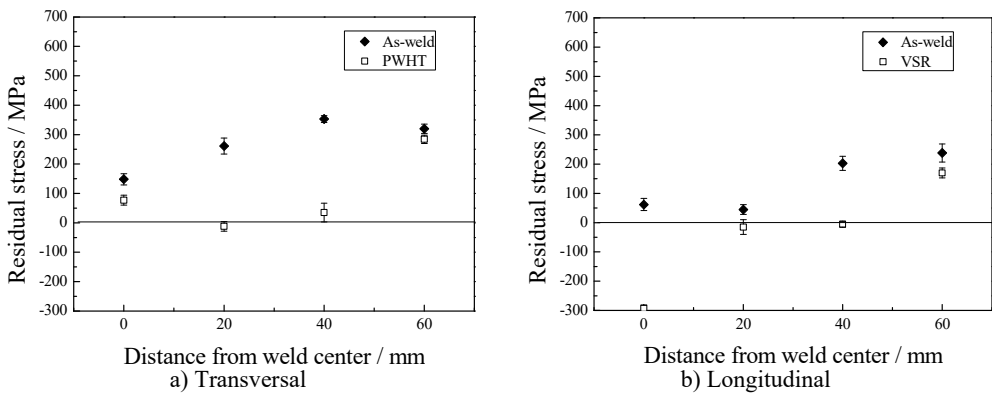 700
600
500
400
300
200
100
0
-100
-200
-300
0 20 40 60
Residual stress / MPa
As-weld
PWHT
Distance from weld center / mm
a) Transversal
700
600
500
400
300
200
100
0
-100
-200
-300
0 20 40 60
Residual stress / MPa
As-weld
VSR
Distance from weld center / mm
b) Longitudinal